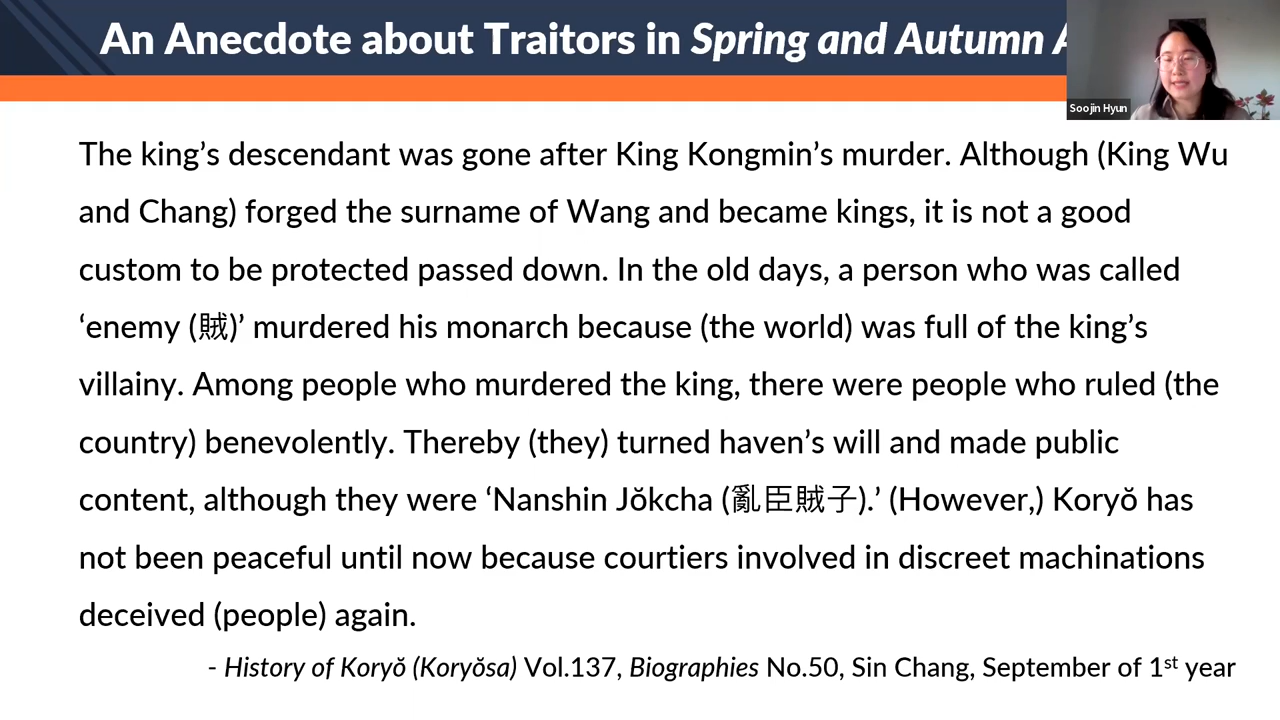 An Anecdote about Traitors in Spring and Autumn
Soojin Hyun
The king’s descendant was gone after King Kongmin’s murder. Although (King Wu
and Chang) forged the surname of Wang and became kings, it is not a good
custom to be protected passed down. In the old days, a person who was called
‘enemy (賊)’ murdered his monarch because (the world) was full of the king’s
villainy. Among people who murdered the king, there were people who ruled (the
country) benevolently. Thereby (they) turned haven’s will and made public
content, although they were ‘Nanshin Jŏkcha (亂臣賊子).’ (However,) Koryŏ has
not been peaceful until now because courtiers involved in discreet machinations
deceived (people) again.
- History of Koryŏ (Koryŏsa) Vol.137, Biographies No.50, Sin Chang, September of 1st year